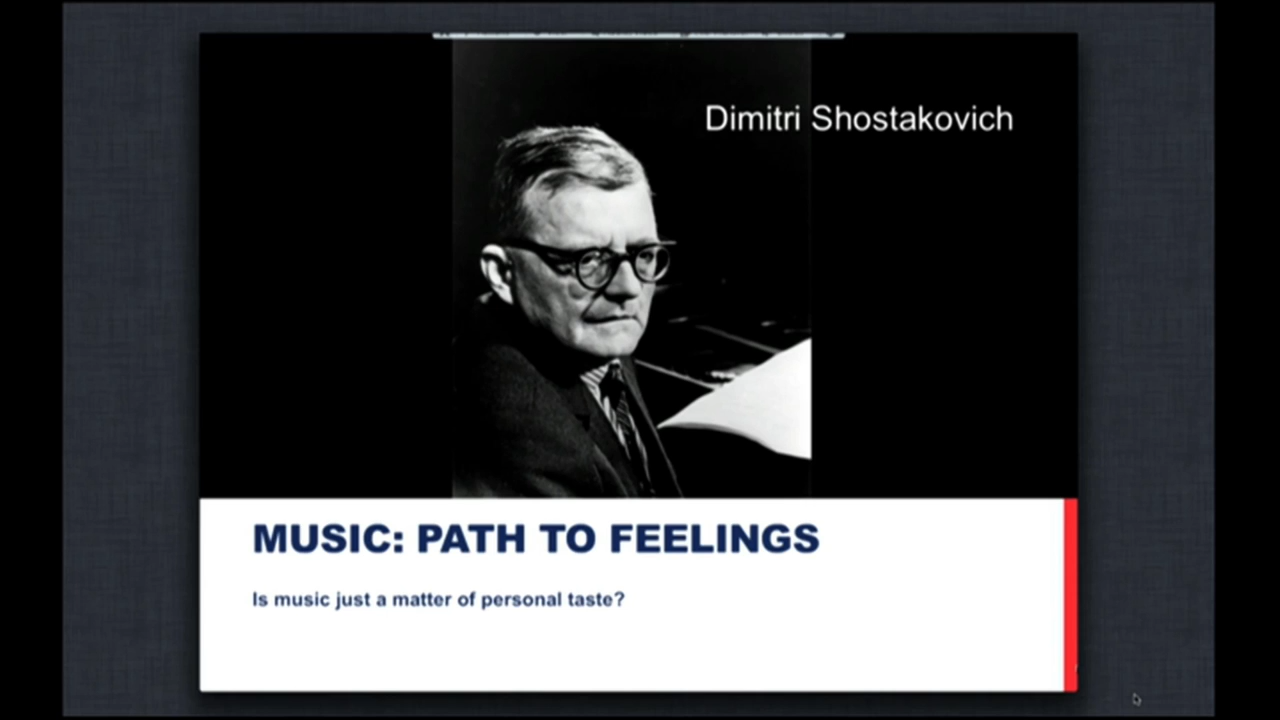 Dimitri Shostakovich
MUSIC: PATH TO FEELINGS
Is music just a matter of personal taste?